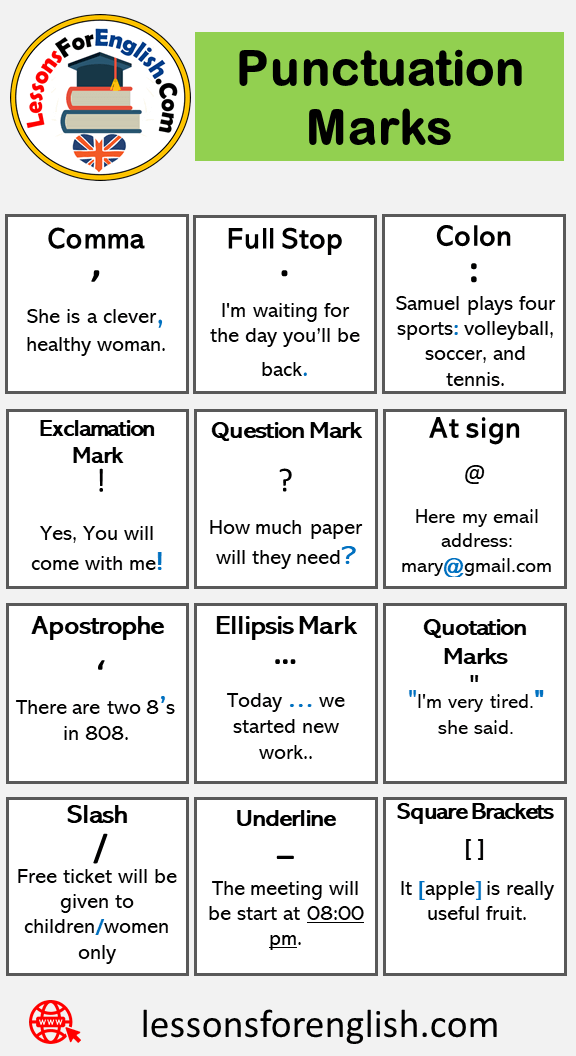 LessonsForEnglish.Com
Punctuation
Marks
Comma
,
She is a clever,
healthy woman.
Full Stop
.
I'm waiting for
the day you’ll be
back.
Colon
:
Samuel plays four
sports: volleyball,
soccer, and
tennis.
Exclamation
Mark
!
Yes, You will
come with me!
Question Mark
?
How much paper
will they need?
At sign
@
Here my email
address:
mary@gmail.com
Apostrophe
‘
There are two 8’s
in 808.
Ellipsis Mark
...
Today ... we
started new
work..
Quotation
Marks
"
"I'm very tired."
she said.
Slash
/
Free ticket will be
given to
children/women
only
Underline
_
The meeting will
be start at 08:00
pm.
Square Brackets
[ ]
It [apple] is really
useful fruit.
WWW
lessonsforenglish.com